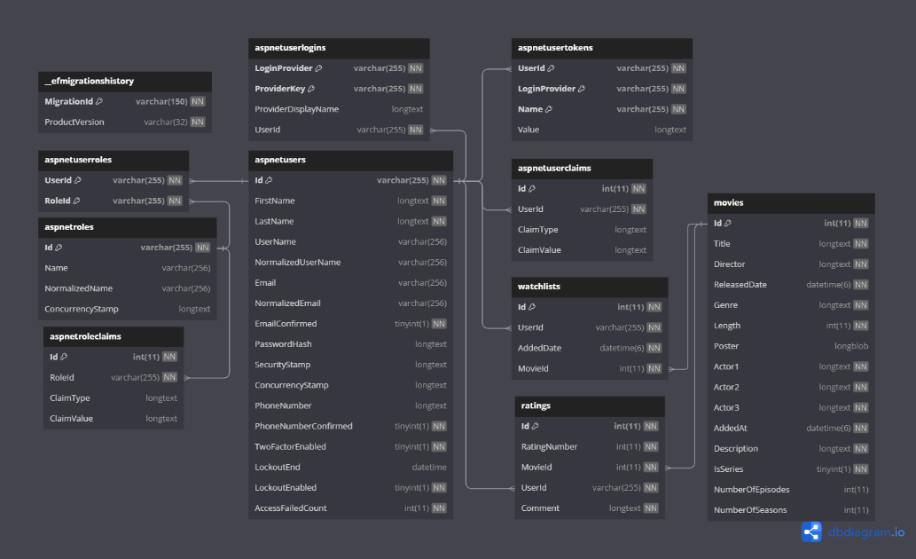 __efmigrationshistory
MigrationId varchar(150) NN
ProductVersion varchar(32) NN
aspnetuserroles
UserId varchar(255) NN
RoleId varchar(255) NN
aspnetroles
Id varchar(255) NN
Name varchar(256)
NormalizedName varchar(256)
ConcurrencyStamp longtext
aspnetroleclaims
Id int(11) NN
RoleId varchar(255) NN
ClaimType longtext
ClaimValue longtext
aspnetuserlogins
LoginProvider varchar(255) NN
ProviderKey varchar(255) NN
ProviderDisplayName longtext
UserId varchar(255) NN
aspnetusers
Id varchar(255) NN
FirstName longtext NN
LastName longtext NN
UserName varchar(256)
NormalizedUserName varchar(256)
Email varchar(256)
NormalizedEmail varchar(256)
EmailConfirmed tinyint(1) NN
PasswordHash longtext
SecurityStamp longtext
ConcurrencyStamp longtext
PhoneNumber longtext
PhoneNumberConfirmed tinyint(1) NN
TwoFactorEnabled tinyint(1) NN
LockoutEnd datetime
LockoutEnabled tinyint(1) NN
AccessFailedCount int(11) NN
aspnetusertokens
UserId varchar(255) NN
LoginProvider varchar(255) NN
Name varchar(255) NN
Value longtext
aspnetuserclaims
Id int(11) NN
UserId varchar(255) NN
ClaimType longtext
ClaimValue longtext
watchlists
Id int(11) NN
UserId varchar(255) NN
AddedDate datetime(6) NN
MovieId int(11) NN
ratings
Id int(11) NN
RatingNumber int(11) NN
MovieId int(11) NN
UserId varchar(255) NN
Comment longtext NN
movies
Id int(11) NN
Title longtext NN
Director longtext NN
ReleasedDate datetime(6) NN
Genre longtext NN
Length int(11) NN
Poster longblob
Actor1 longtext NN
Actor2 longtext NN
Actor3 longtext NN
AddedAt datetime(6) NN
Description longtext NN
IsSeries tinyint(1) NN
NumberOfEpisodes int(11)
NumberOfSeasons int(11)
dbdiagram.io